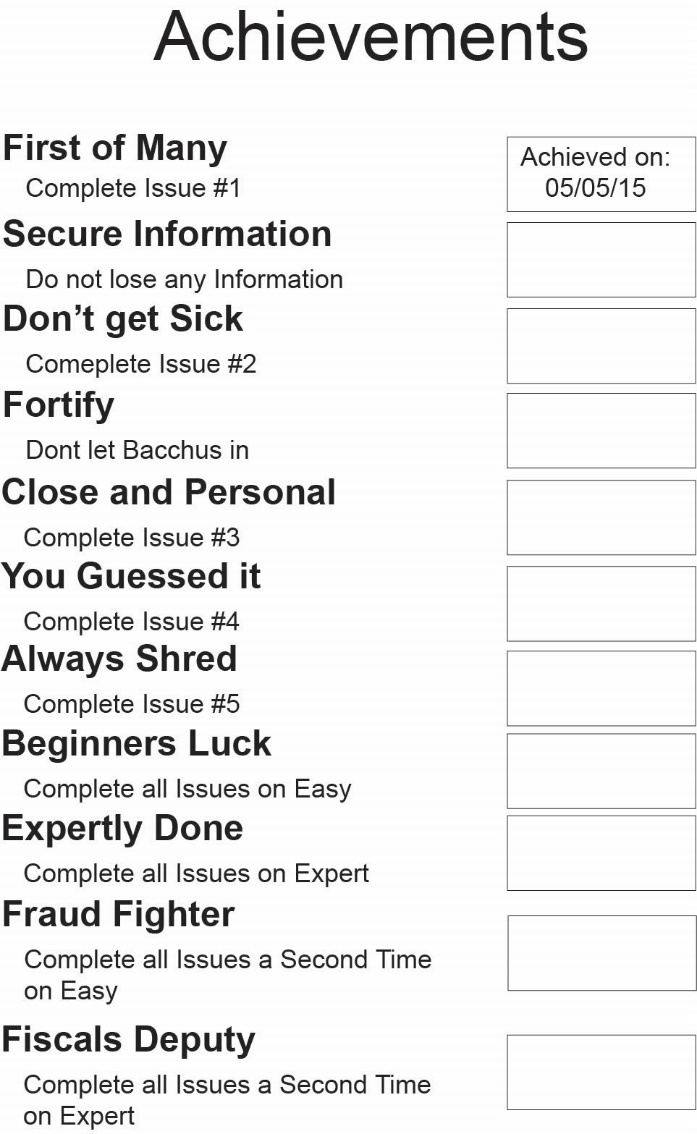 Achievements
First of Many
Complete Issue #1
Achieved on:
05/05/15
Secure Information
Do not lose any Information
Don’t get Sick
Comeplete Issue #2
Fortify
Dont let Bacchus in
Close and Personal
Complete Issue #3
You Guessed it
Complete Issue #4
Always Shred
Complete Issue #5
Beginners Luck
Complete all Issues on Easy
Expertly Done
Complete all Issues on Expert
Fraud Fighter
Complete all Issues a Second Time
on Easy
Fiscals Deputy
Complete all Issues a Second Time
on Expert